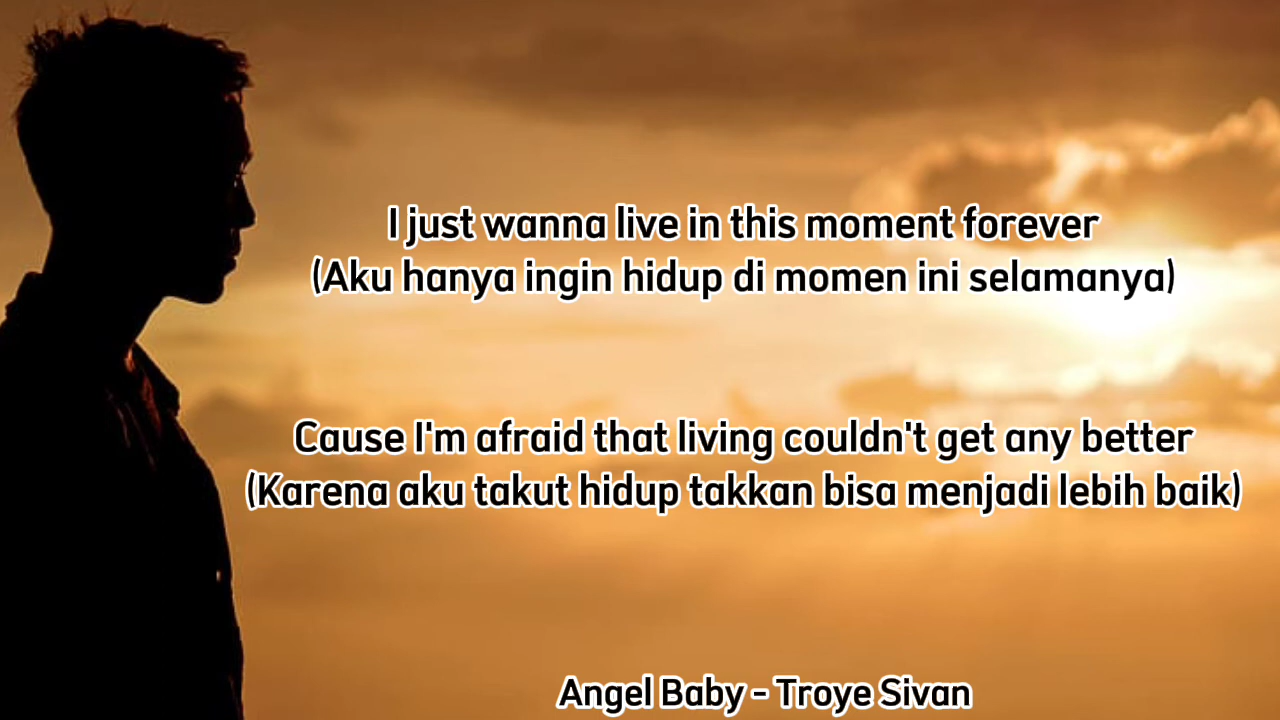 I just wanna live in this moment forever
(Aku hanya ingin hidup di momen ini selamanya)
Cause I'm afraid that living couldn't get any better
(Karena aku takut hidup takkan bisa menjadi lebih baik)
Angel Baby - Troye Sivan